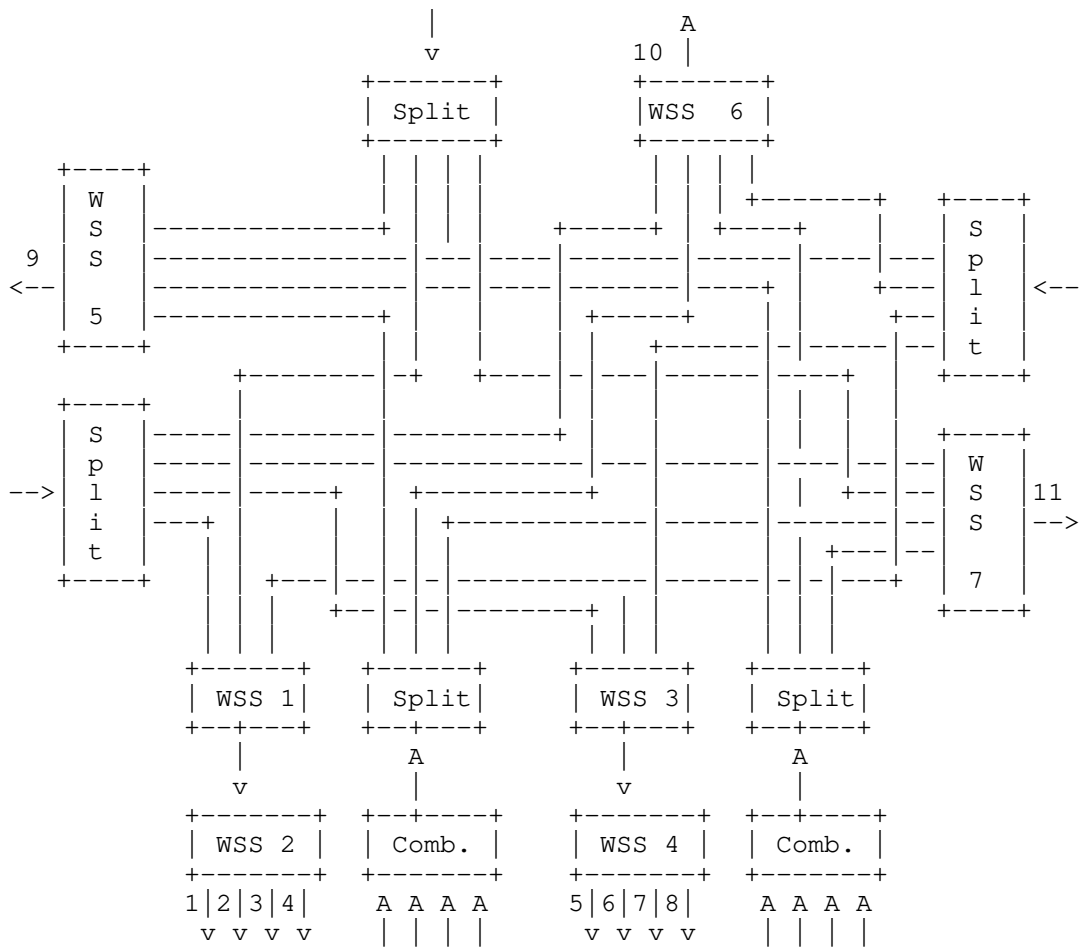 A
v 10
Split WSS 6
W
S S
9 S p
l
5 i
t
S
p W
l S 11
i S
t
7
WSS 1 Split WSS 3 Split
A A
v v
WSS 2 Comb. WSS 4 Comb.
1 2 3 4 A A A A 5 6 7 8 A A A A
v v v v v v v v